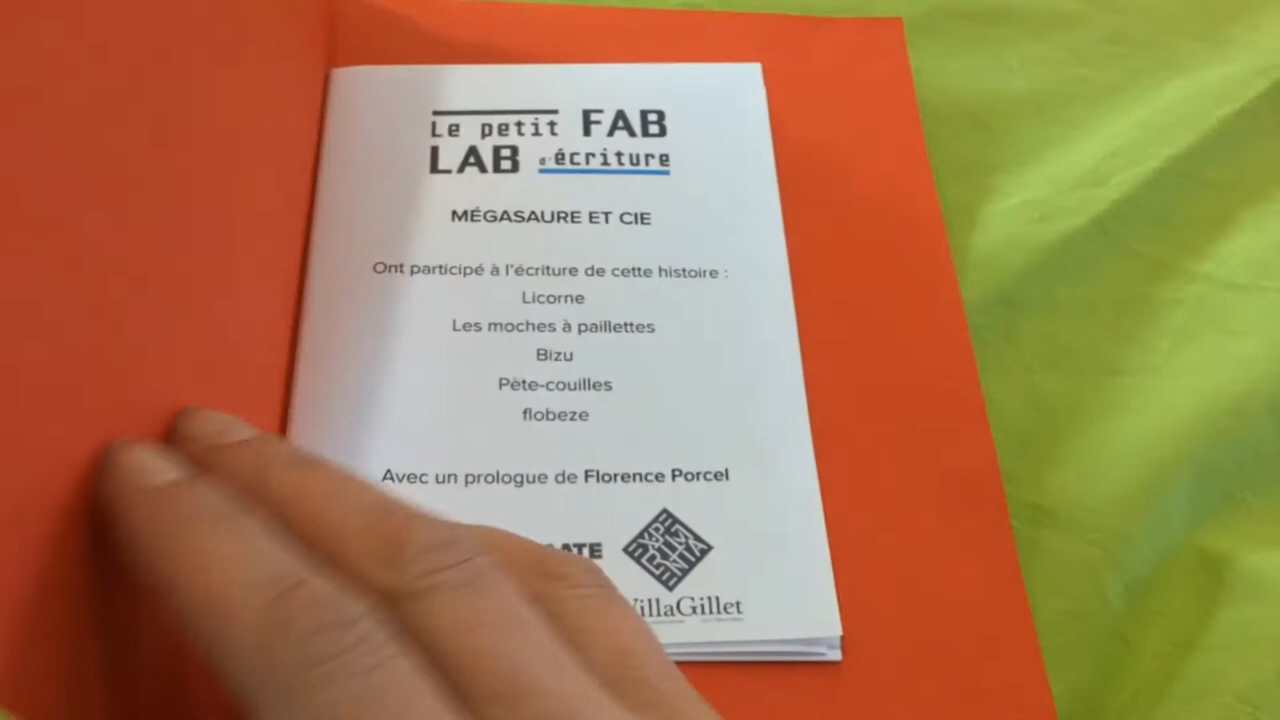 Le petit FAB
LAB d'écriture
MÉGASAURE ET CIE
Ont participé à l'écriture de cette histoire :
Licorne
Les moches à paillettes
Bizu
Pète-couilles
flobeze
Avec un prologue de Florence Porcel
EXPERIMENTA
VillaGillet